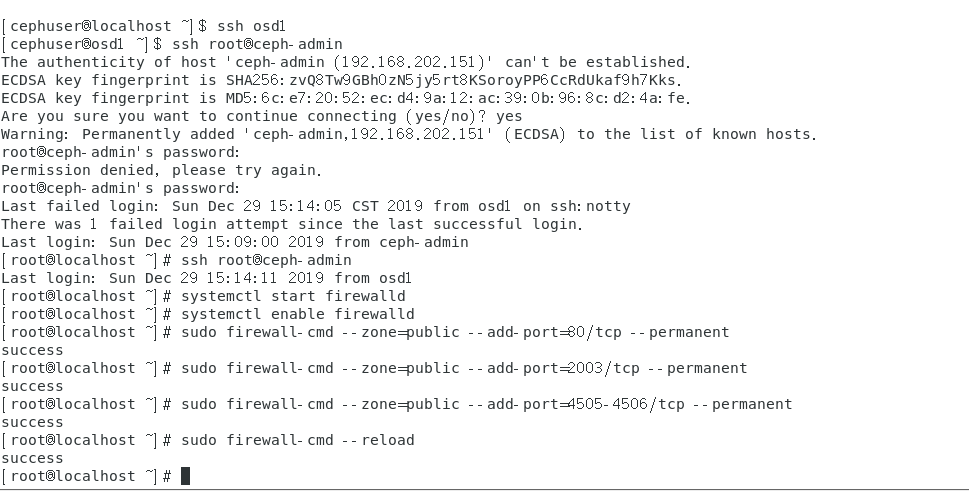 [cephuser@localhost ~]$ ssh osd1
[cephuser@osd1 ~]$ ssh root@ceph-admin
The authenticity of host 'ceph-admin (192.168.202.151)' can't be established.
ECDSA key fingerprint is SHA256:zvQ8Tw9GBh0zN5jy5rt8KSoroyPP6CcRdUkaf9h7Kks.
ECDSA key fingerprint is MD5:6c:e7:20:52:ec:d4:9a:12:ac:39:0b:96:8c:d2:4a:fe.
Are you sure you want to continue connecting (yes/no)? yes
Warning: Permanently added 'ceph-admin,192.168.202.151' (ECDSA) to the list of known hosts.
root@ceph-admin's password:
Permission denied, please try again.
root@ceph-admin's password:
Last failed login: Sun Dec 29 15:14:05 CST 2019 from osd1 on ssh:notty
There was 1 failed login attempt since the last successful login.
Last login: Sun Dec 29 15:09:00 2019 from ceph-admin
[root@localhost ~]# ssh root@ceph-admin
Last login: Sun Dec 29 15:14:11 2019 from osd1
[root@localhost ~]# systemctl start firewalld
[root@localhost ~]# systemctl enable firewalld
[root@localhost ~]# sudo firewall-cmd --zone=public --add-port=80/tcp --permanent
success
[root@localhost ~]# sudo firewall-cmd --zone=public --add-port=2003/tcp --permanent
success
[root@localhost ~]# sudo firewall-cmd --zone=public --add-port=4505-4506/tcp --permanent
success
[root@localhost ~]# sudo firewall-cmd --reload
success
[root@localhost ~]#